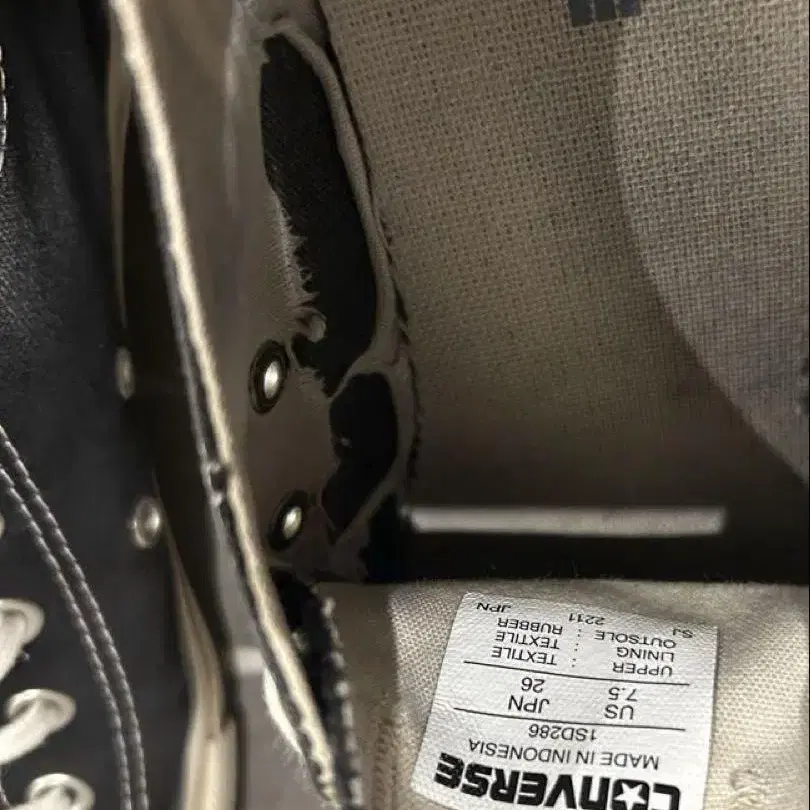 CONVERSE
MADE IN INDONESIA
1SD286
US JPN
7.5 26
UPPER : TEXTILE
LINING : TEXTILE
OUTSOLE : RUBBER
SJ 2211 JPN